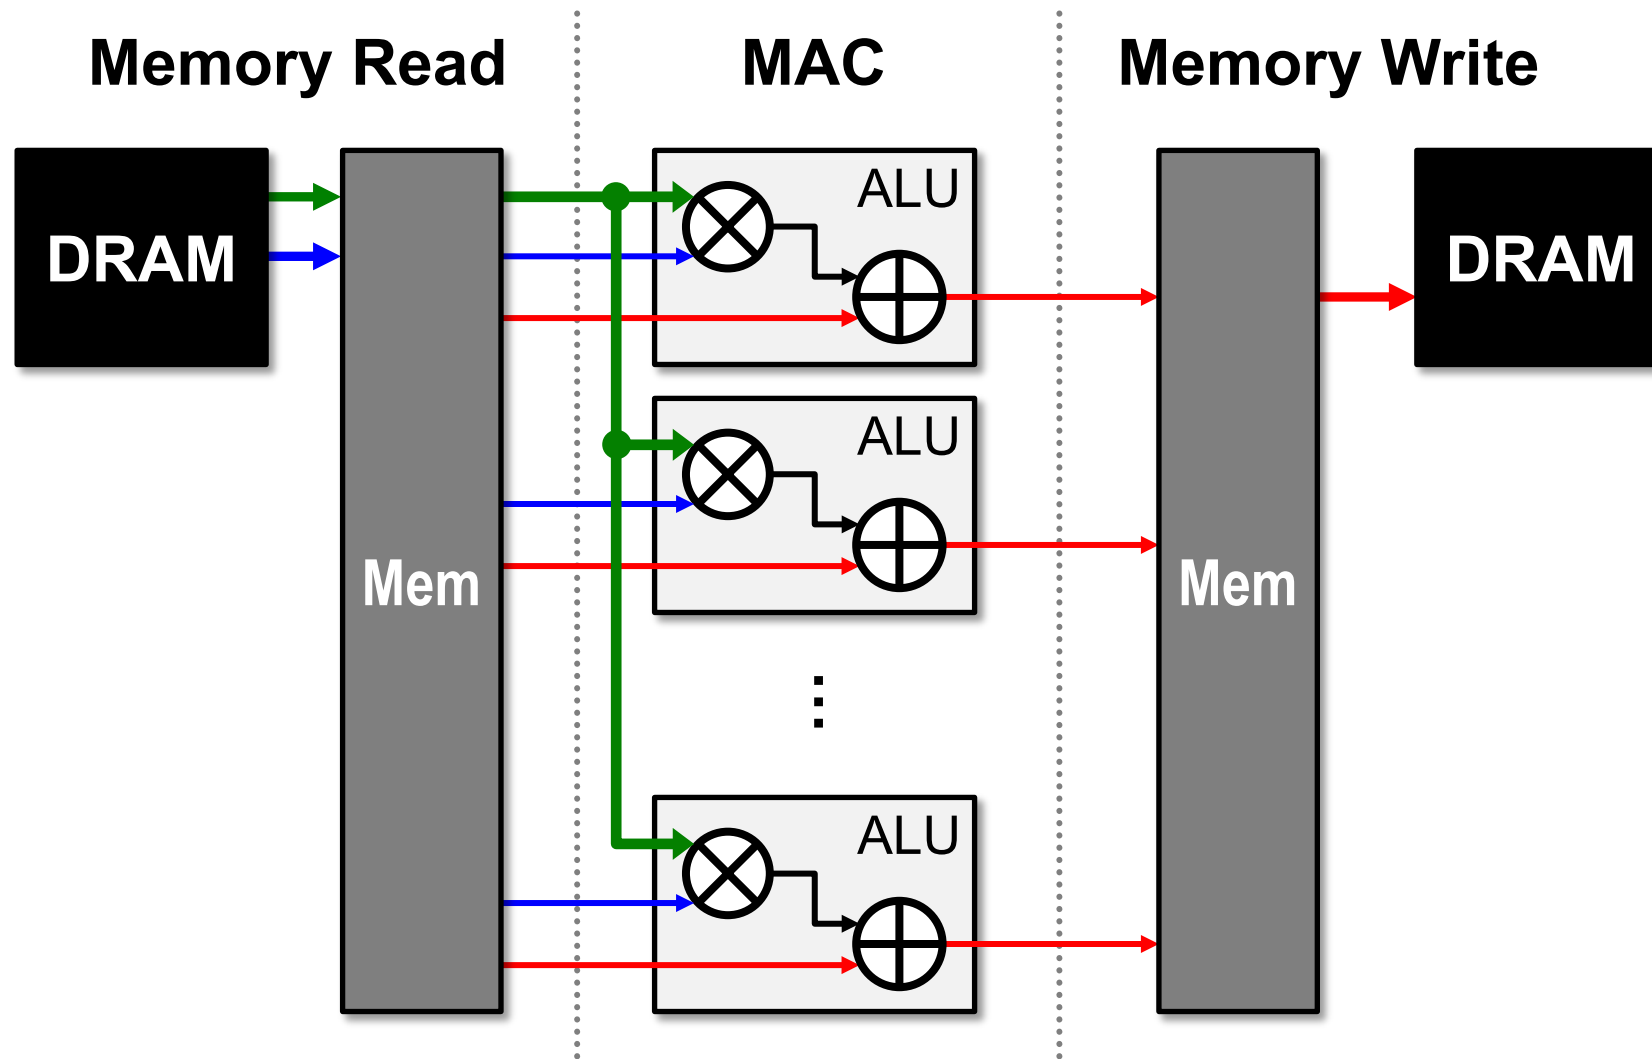 Memory Read
MAC
Memory Write
DRAM
Mem
ALU
ALU
⋮
ALU
Mem
DRAM